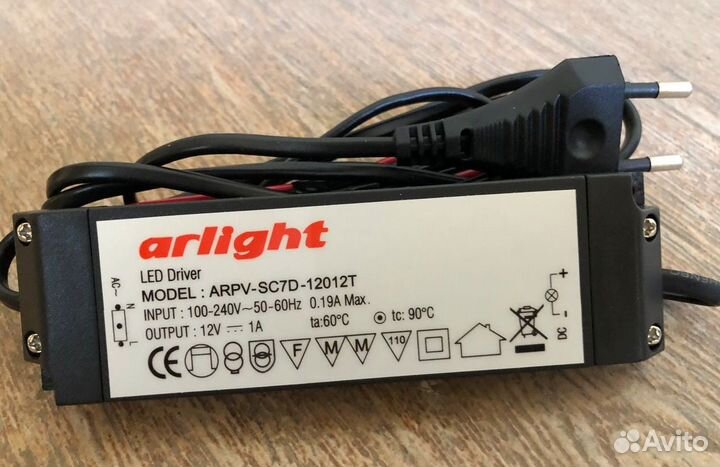 arlight
LED Driver
MODEL : ARPV-SC7D-12012T
INPUT : 100-240V~50-60Hz 0.19A Max.
OUTPUT : 12V ⎓ 1A ta:60°C tc: 90°C
AC~
N
L
+
-
DC
CE F M M 110
Avito